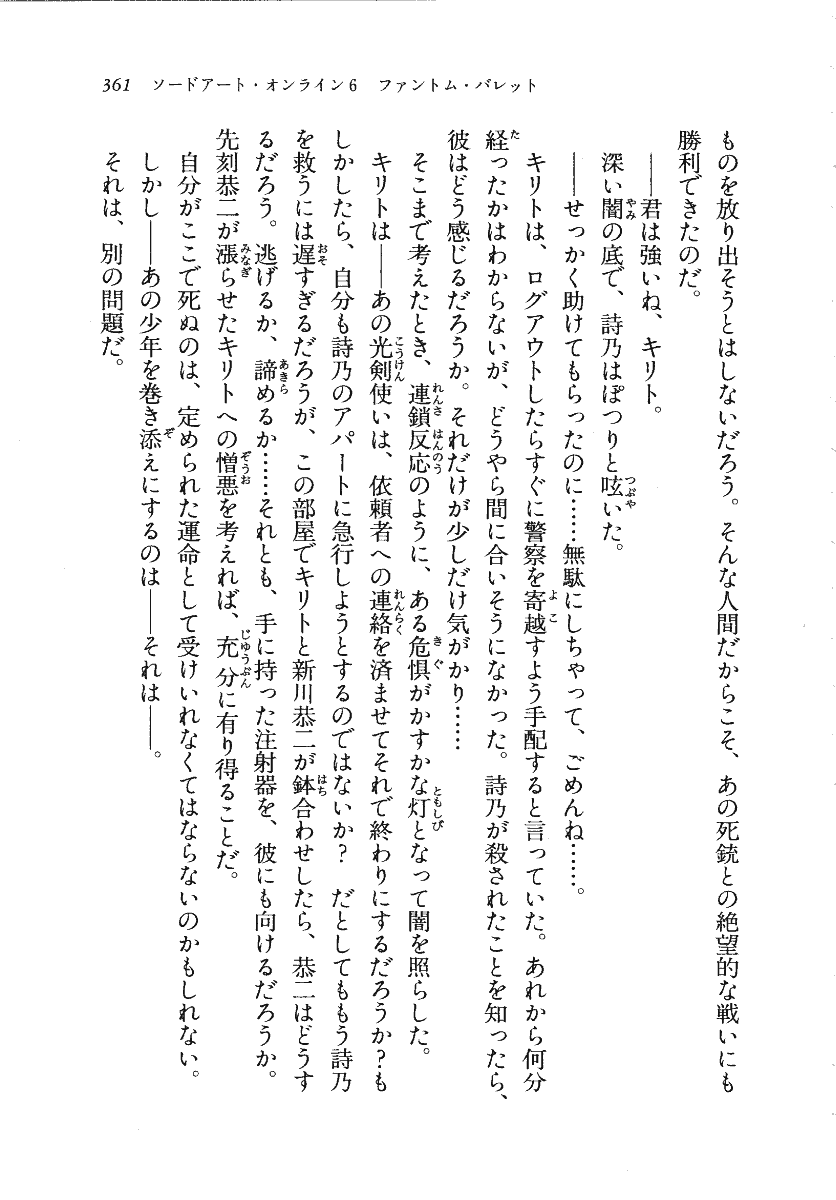 361 ソードアート・オンライン6 ファントム・バレット
ものを放り出そうとはしないだろう。そんな人間だからこそ、あの死銃との絶望的な戦いにも
勝利できたのだ。
――君は強いね、キリト。
深い闇の底で、詩乃はぽつりと呟いた。
――せっかく助けてもらったのに……無駄にしちゃって、ごめんね……。
キリトは、ログアウトしたらすぐに警察を寄越すよう手配すると言っていた。あれから何分
経ったかはわからないが、どうやら間に合いそうになかった。詩乃が殺されたことを知ったら、
彼はどう感じるだろうか。それだけが少しだけ気がかり……
そこまで考えたとき、連鎖反応のように、ある危惧がかすかな灯となって闇を照らした。
キリトは――あの光剣使いは、依頼者への連絡を済ませてそれで終わりにするだろうか?も
しかしたら、自分も詩乃のアパートに急行しようとするのではないか? だとしてももう詩乃
を救うには遅すぎるだろうが、この部屋でキリトと新川恭二が鉢合わせしたら、恭二はどうす
るだろう。逃げるか、諦めるか……それとも、手に持った注射器を、彼にも向けるだろうか。
先刻恭二が漲らせたキリトへの憎悪を考えれば、充分に有り得ることだ。
自分がここで死ぬのは、定められた運命として受けいれなくてはならないのかもしれない。
しかし――あの少年を巻き添えにするのは――それは――。
それは、別の問題だ。